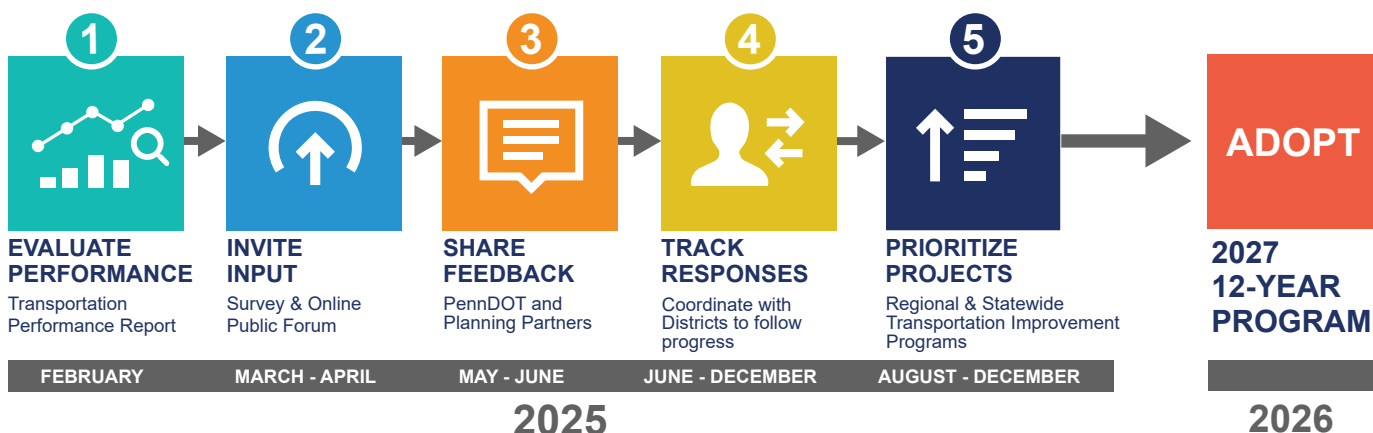 1
EVALUATE
PERFORMANCE
Transportation
Performance Report
FEBRUARY
2
INVITE
INPUT
Survey & Online
Public Forum
MARCH - APRIL
3
SHARE
FEEDBACK
PennDOT and
Planning Partners
MAY - JUNE
4
TRACK
RESPONSES
Coordinate with
Districts to follow
progress
JUNE - DECEMBER
5
PRIORITIZE
PROJECTS
Regional & Statewide
Transportation Improvement
Programs
AUGUST - DECEMBER
2025
ADOPT
2027
12-YEAR
PROGRAM
2026